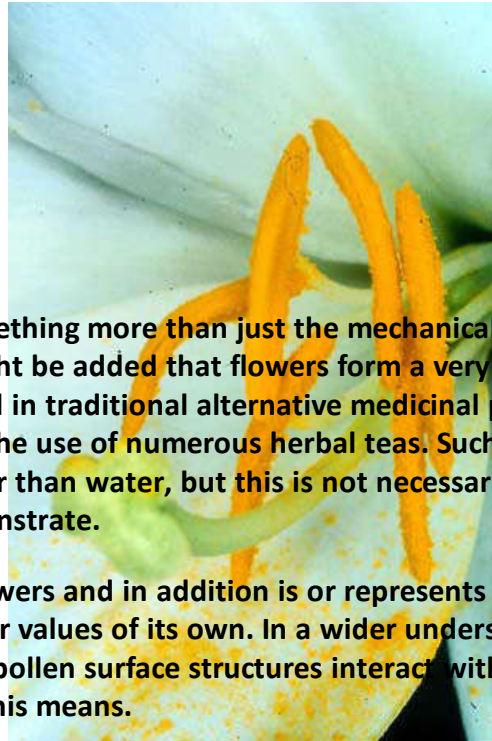 ething more than just the mechanical
ht be added that flowers form a very
l in traditional alternative medicinal p
he use of numerous herbal teas. Such
r than water, but this is not necessar
nstrate.
wers and in addition is or represents
r values of its own. In a wider unders
pollen surface structures interact with
his means.